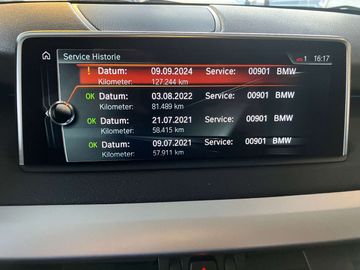 1 16:17
Service Historie
! Datum: 09.09.2024 Service: 00901 BMW
Kilometer: 127.244 km
OK Datum: 03.08.2022 Service: 00901 BMW
Kilometer: 81.489 km
OK Datum: 21.07.2021 Service: 00901 BMW
Kilometer: 58.415 km
OK Datum: 09.07.2021 Service: 00901 BMW
Kilometer: 57.911 km